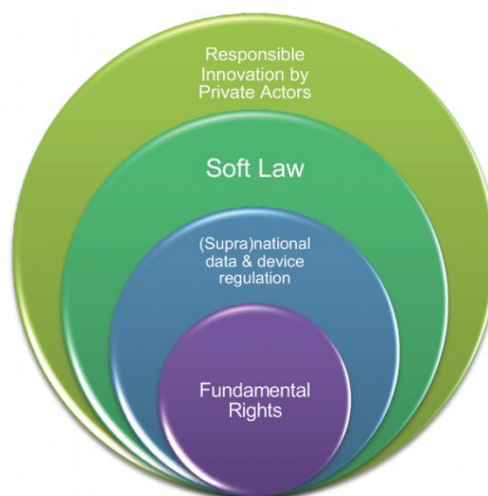 Responsible
Innovation by
Private Actors
Soft Law
(Supra)national
data & device
regulation
Fundamental
Rights